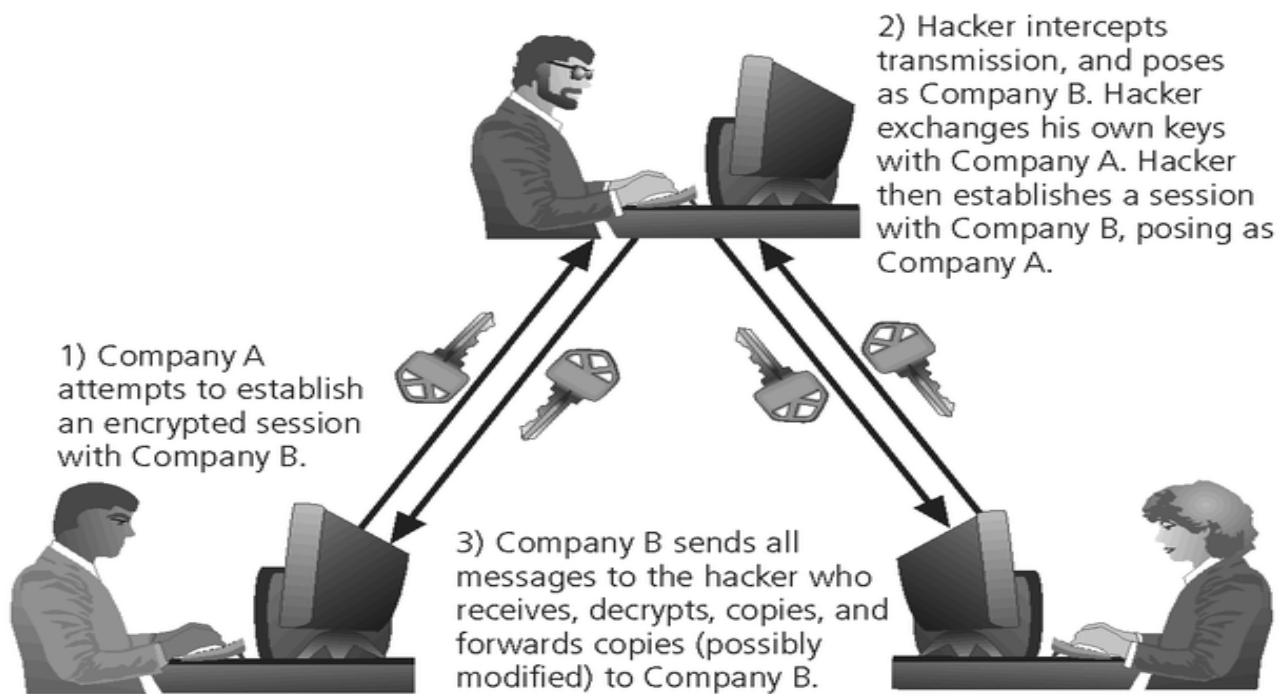 2) Hacker intercepts
transmission, and poses
as Company B. Hacker
exchanges his own keys
with Company A. Hacker
then establishes a session
with Company B, posing as
Company A.
1) Company A
attempts to establish
an encrypted session
with Company B.
3) Company B sends all
messages to the hacker who
receives, decrypts, copies, and
forwards copies (possibly
modified) to Company B.